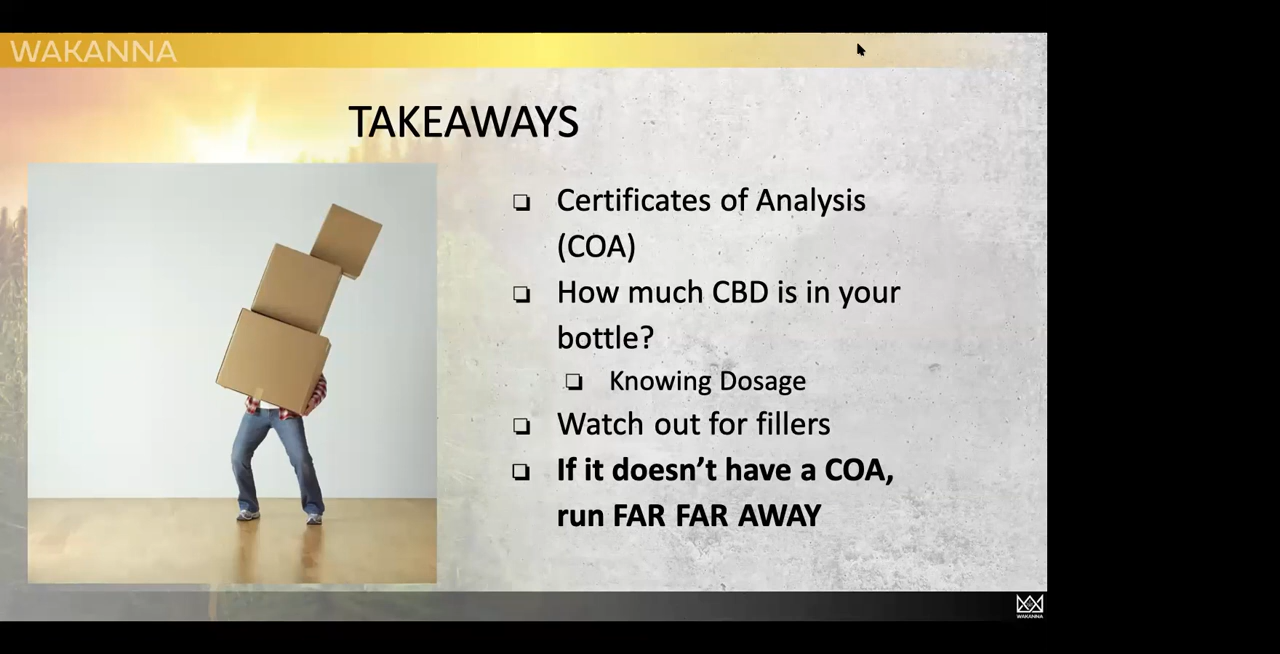 WAKANNA
TAKEAWAYS
❏ Certificates of Analysis
(COA)
❏ How much CBD is in your
bottle?
❏ Knowing Dosage
❏ Watch out for fillers
❏ If it doesn’t have a COA,
run FAR FAR AWAY
WAKANNA